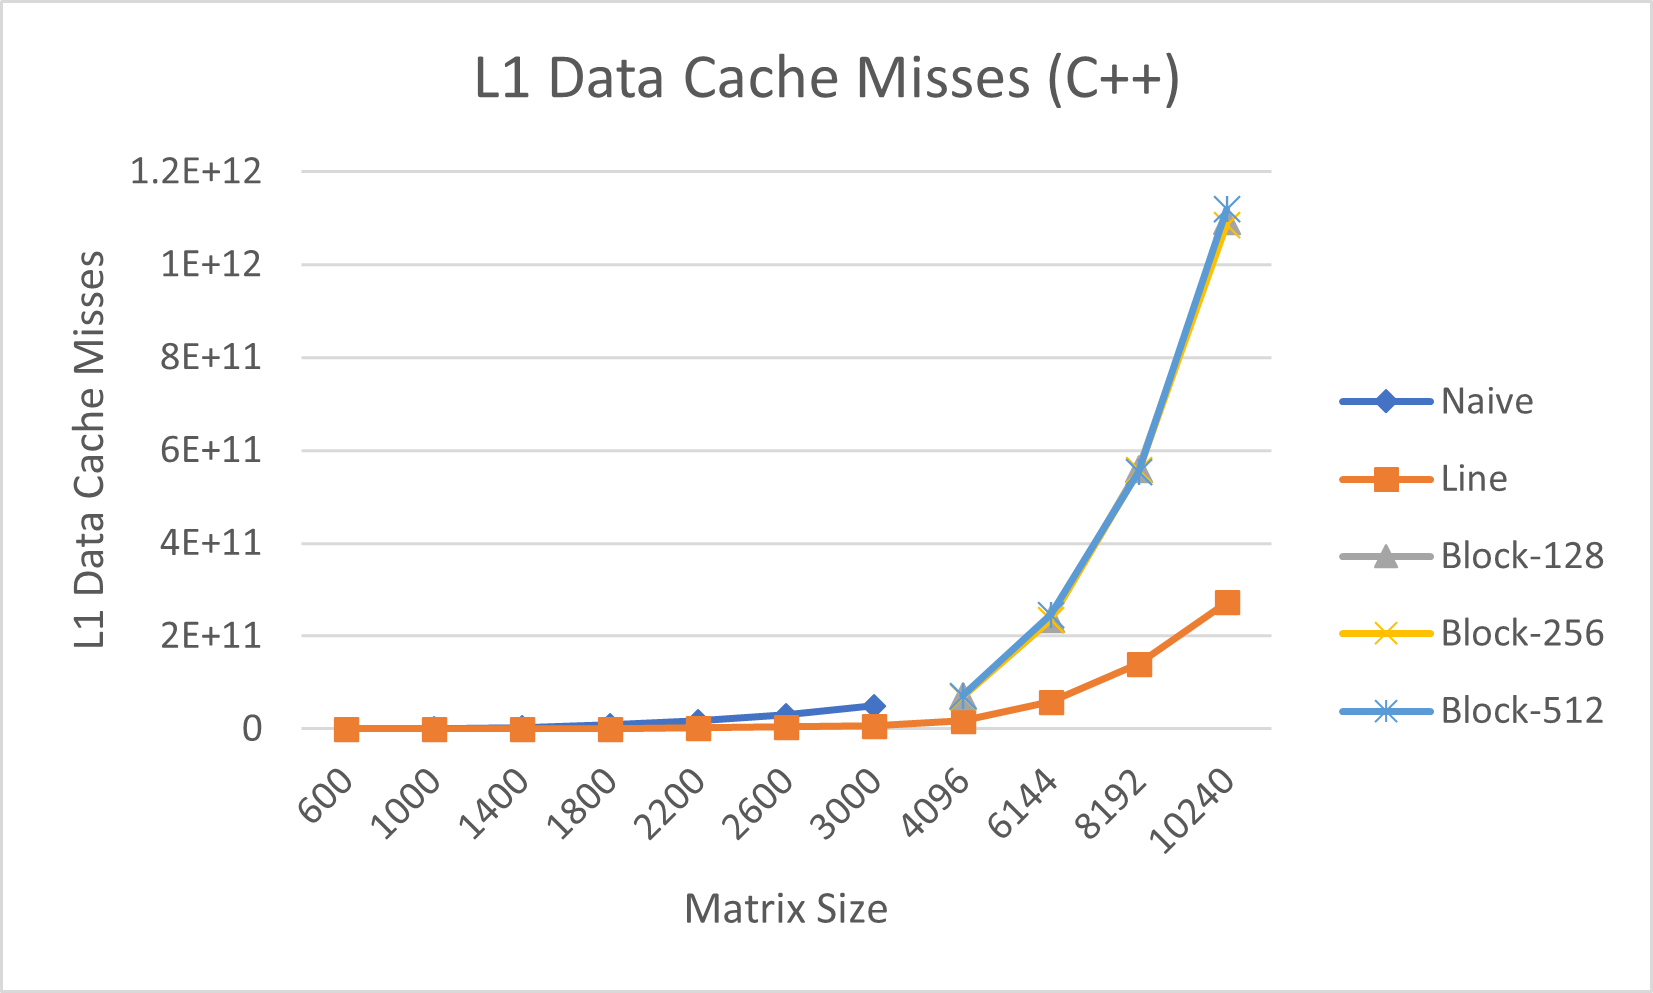 L1 Data Cache Misses (C++)
L1 Data Cache Misses
1.2E+12
1E+12
8E+11
6E+11
4E+11
2E+11
0
600
1000
1400
1800
2200
2600
3000
4096
6144
8192
10240
Matrix Size
Naive
Line
Block-128
Block-256
Block-512